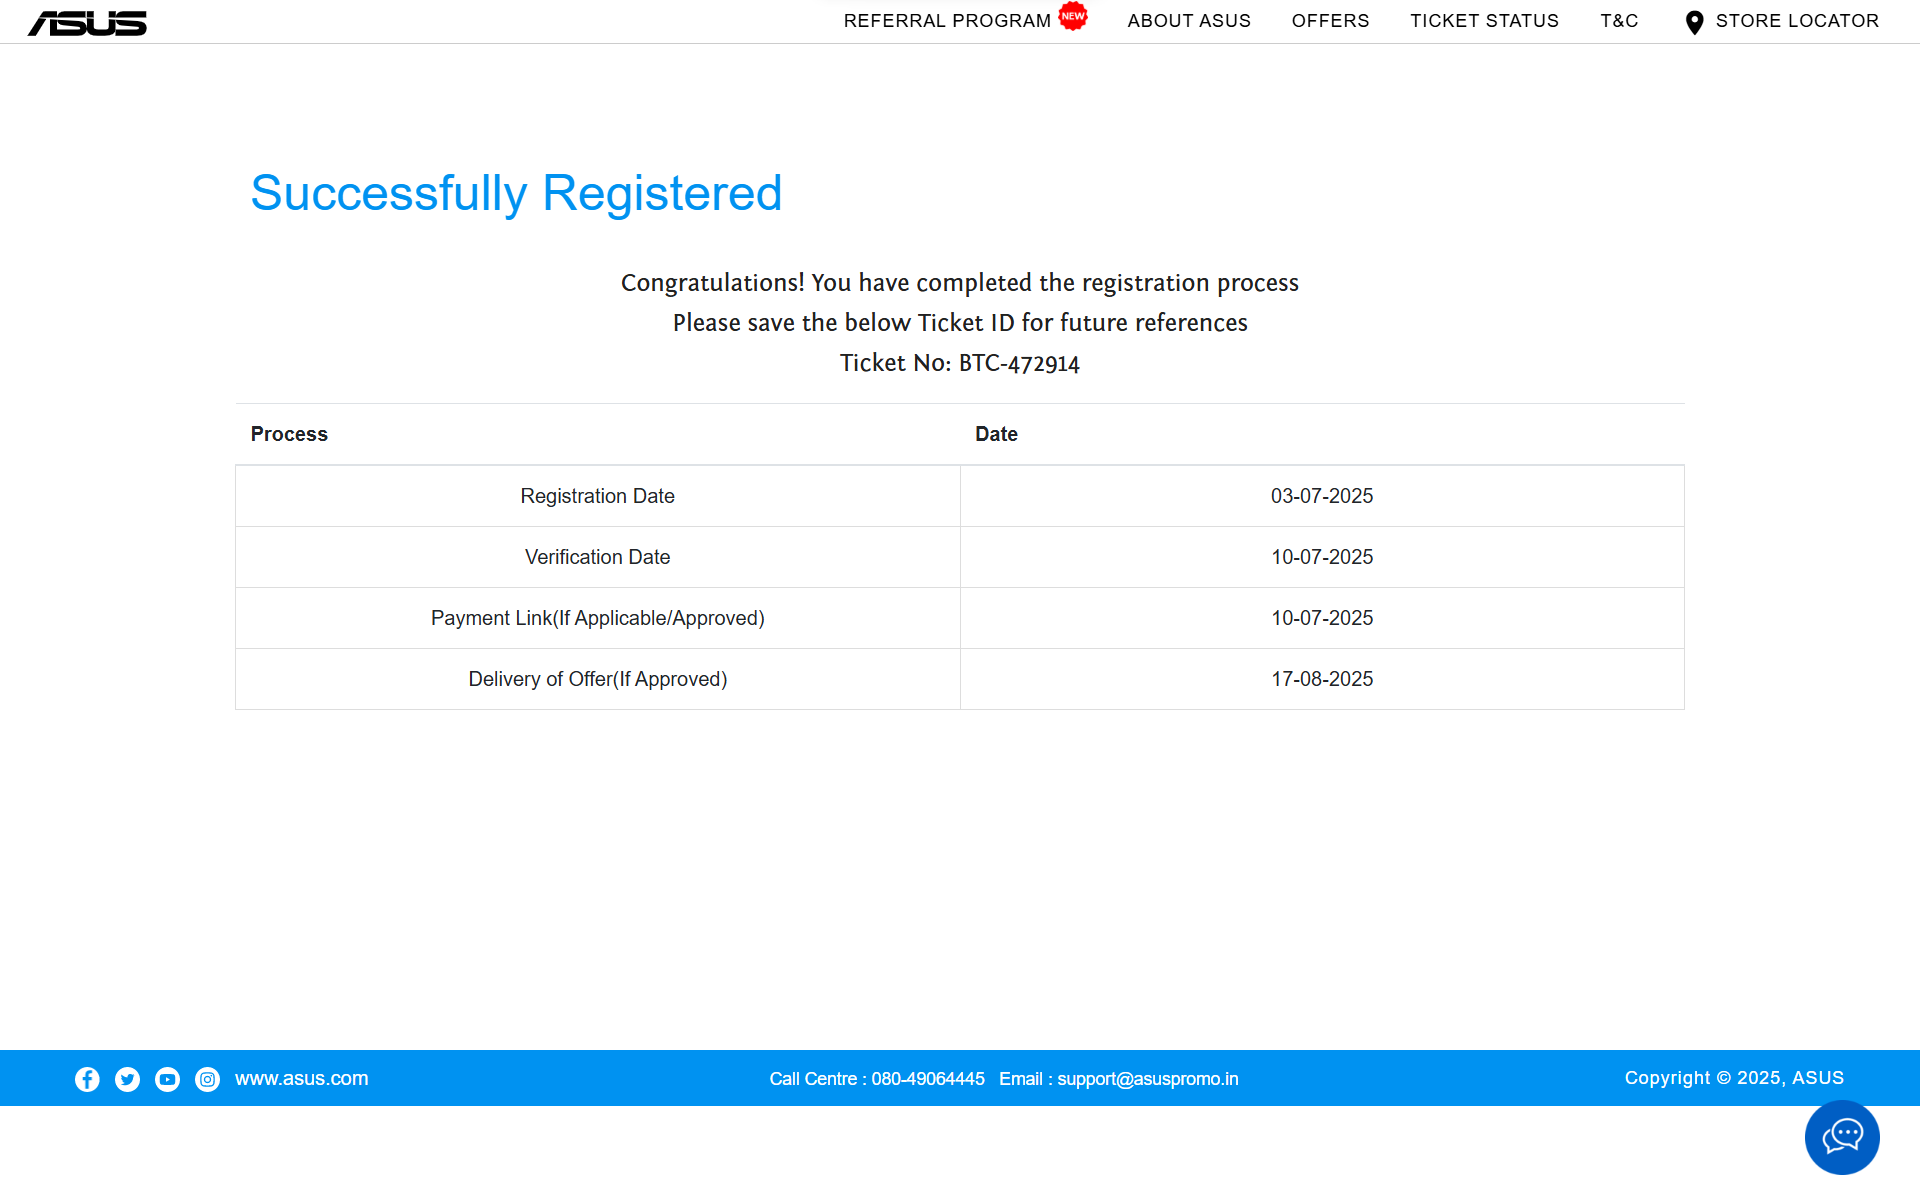 ASUS
REFERRAL PROGRAM NEW ABOUT ASUS OFFERS TICKET STATUS T&C STORE LOCATOR
Successfully Registered
Congratulations! You have completed the registration process
Please save the below Ticket ID for future references
Ticket No: BTC-472914
Process Date
Registration Date 03-07-2025
Verification Date 10-07-2025
Payment Link(If Applicable/Approved) 10-07-2025
Delivery of Offer(If Approved) 17-08-2025
www.asus.com Call Centre : 080-49064445 Email : support@asuspromo.in Copyright © 2025, ASUS